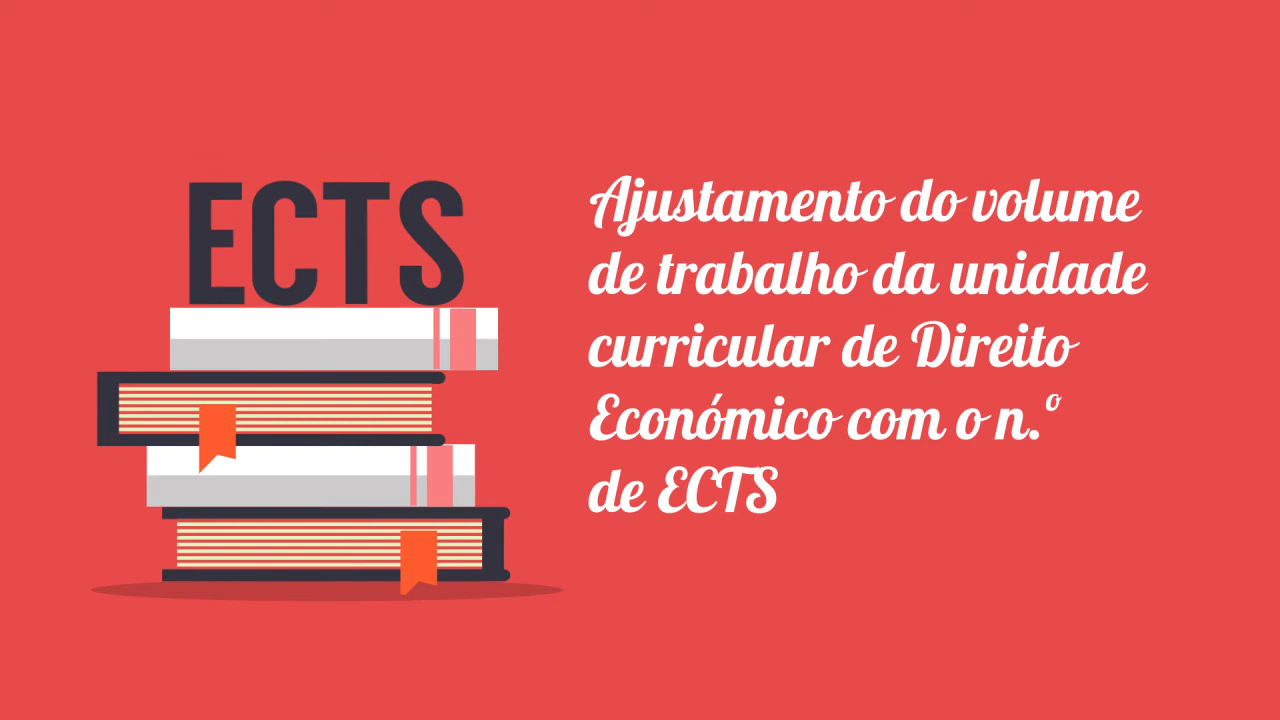 ECTS
Ajustamento do volume
de trabalho da unidade
curricular de Direito
Económico com o n.º
de ECTS